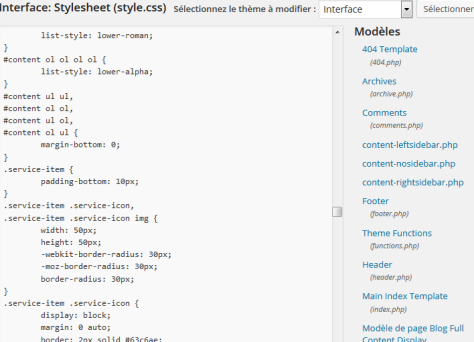 Interface: Stylesheet (style.css) Sélectionnez le thème à modifier : Interface Sélectionner
list-style: lower-roman;
}
#content ol ol ol ol {
list-style: lower-alpha;
}
#content ul ul,
#content ol ol,
#content ul ol,
#content ol ul {
margin-bottom: 0;
}
.service-item {
padding-bottom: 10px;
}
.service-item .service-icon,
.service-item .service-icon img {
width: 50px;
height: 50px;
-webkit-border-radius: 30px;
-moz-border-radius: 30px;
border-radius: 30px;
}
.service-item .service-icon {
display: block;
margin: 0 auto;
border: 2px solid #63c6ae;
Modèles
404 Template
(404.php)
Archives
(archive.php)
Comments
(comments.php)
content-leftsidebar.php
content-nosidebar.php
content-rightsidebar.php
Footer
(footer.php)
Theme Functions
(functions.php)
Header
(header.php)
Main Index Template
(index.php)
Modèle de page Blog Full
Content Display